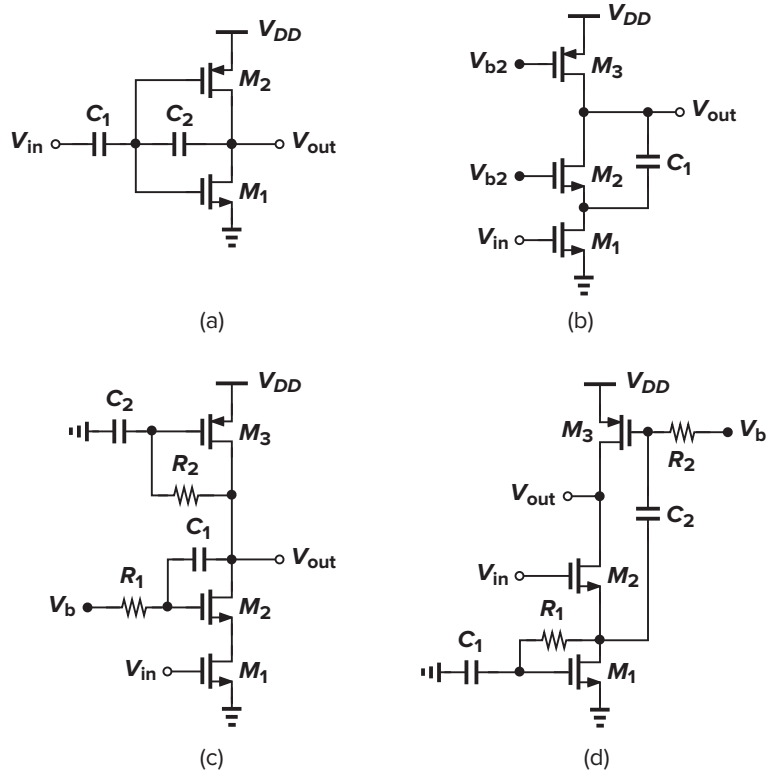 V_DD
M_2
C_1
C_2
V_in
V_out
M_1
(a)
V_DD
V_b2
M_3
V_out
V_b2
M_2
C_1
V_in
M_1
(b)
V_DD
C_2
M_3
R_2
C_1
V_out
R_1
V_b
M_2
V_in
M_1
(c)
V_DD
M_3
V_b
R_2
V_out
C_2
V_in
M_2
R_1
C_1
M_1
(d)